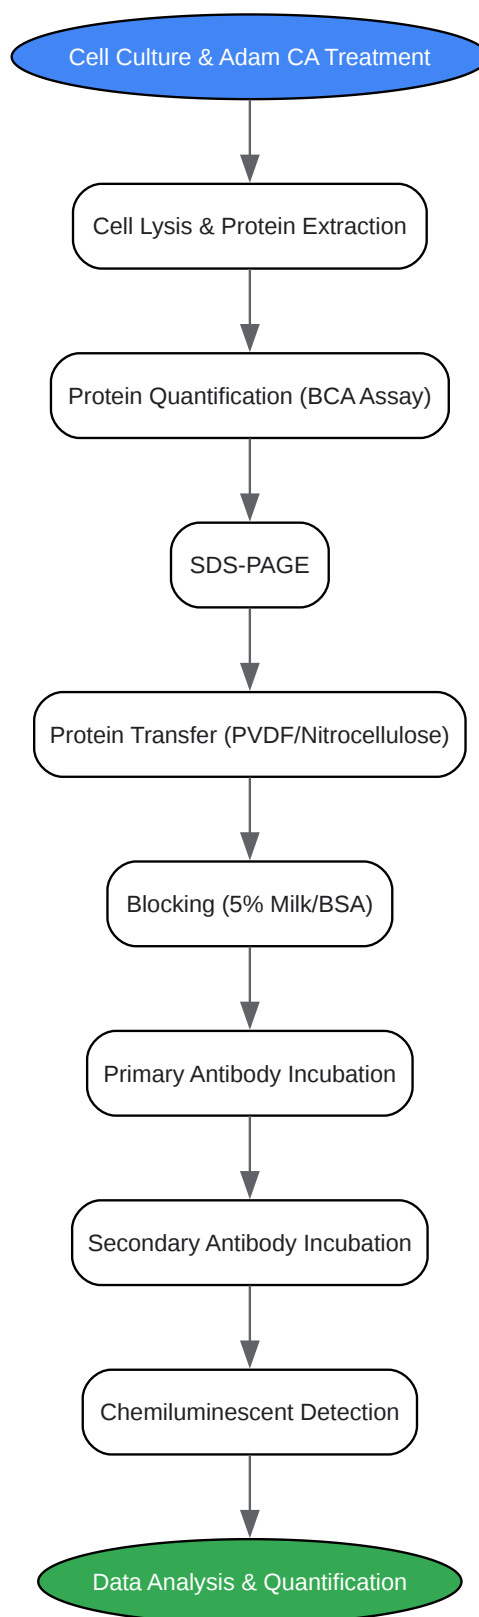 Cell Culture & Adam CA Treatment
Cell Lysis & Protein Extraction
Protein Quantification (BCA Assay)
SDS-PAGE
Protein Transfer (PVDF/Nitrocellulose)
Blocking (5% Milk/BSA)
Primary Antibody Incubation
Secondary Antibody Incubation
Chemiluminescent Detection
Data Analysis & Quantification